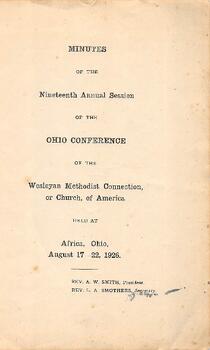 MINUTES
OF THE
Nineteenth Annual Session
OF THE
OHIO CONFERENCE
OF THE
Wesleyan Methodist Connection,
or Church, of America
HELD AT
Africa, Ohio,
August 17-22, 1926.
REV. A. W. SMITH, President
REV. L. A. SMOTHERS, Secretary